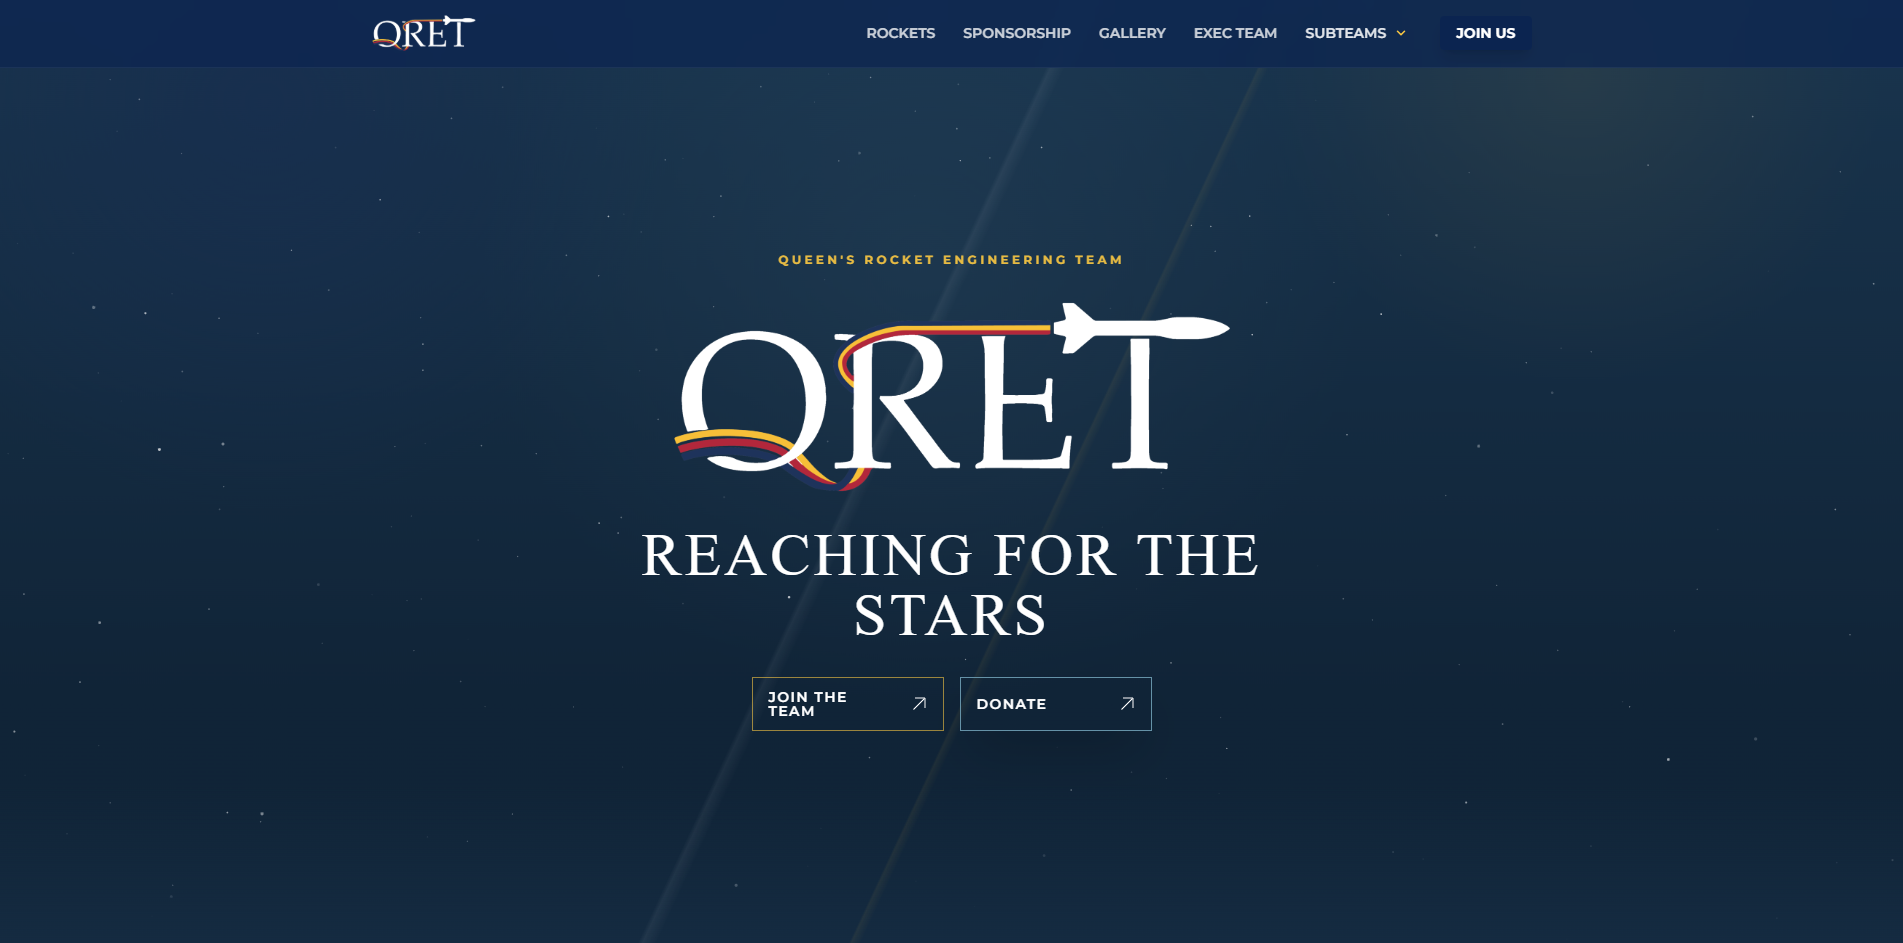 QRET
ROCKETS
SPONSORSHIP
GALLERY
EXEC TEAM
SUBTEAMS
JOIN US
QUEEN'S ROCKET ENGINEERING TEAM
QRET
REACHING FOR THE
STARS
JOIN THE
TEAM
DONATE